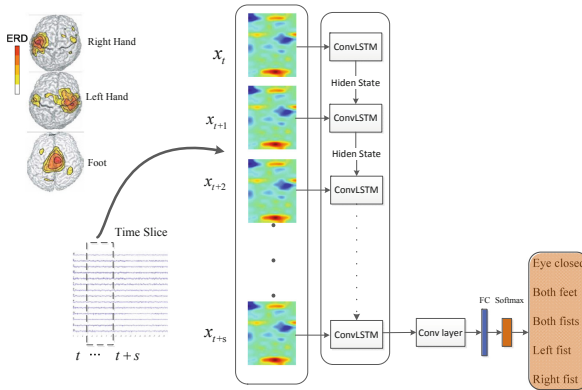 ERD
Right Hand
Left Hand
Foot
Time Slice
t ... t + s
x_t
x_{t+1}
x_{t+2}
x_{t+s}
ConvLSTM
Hiden State
ConvLSTM
Hiden State
ConvLSTM
ConvLSTM
Conv layer
FC
Softmax
Eye closed
Both feet
Both fists
Left fist
Right fist